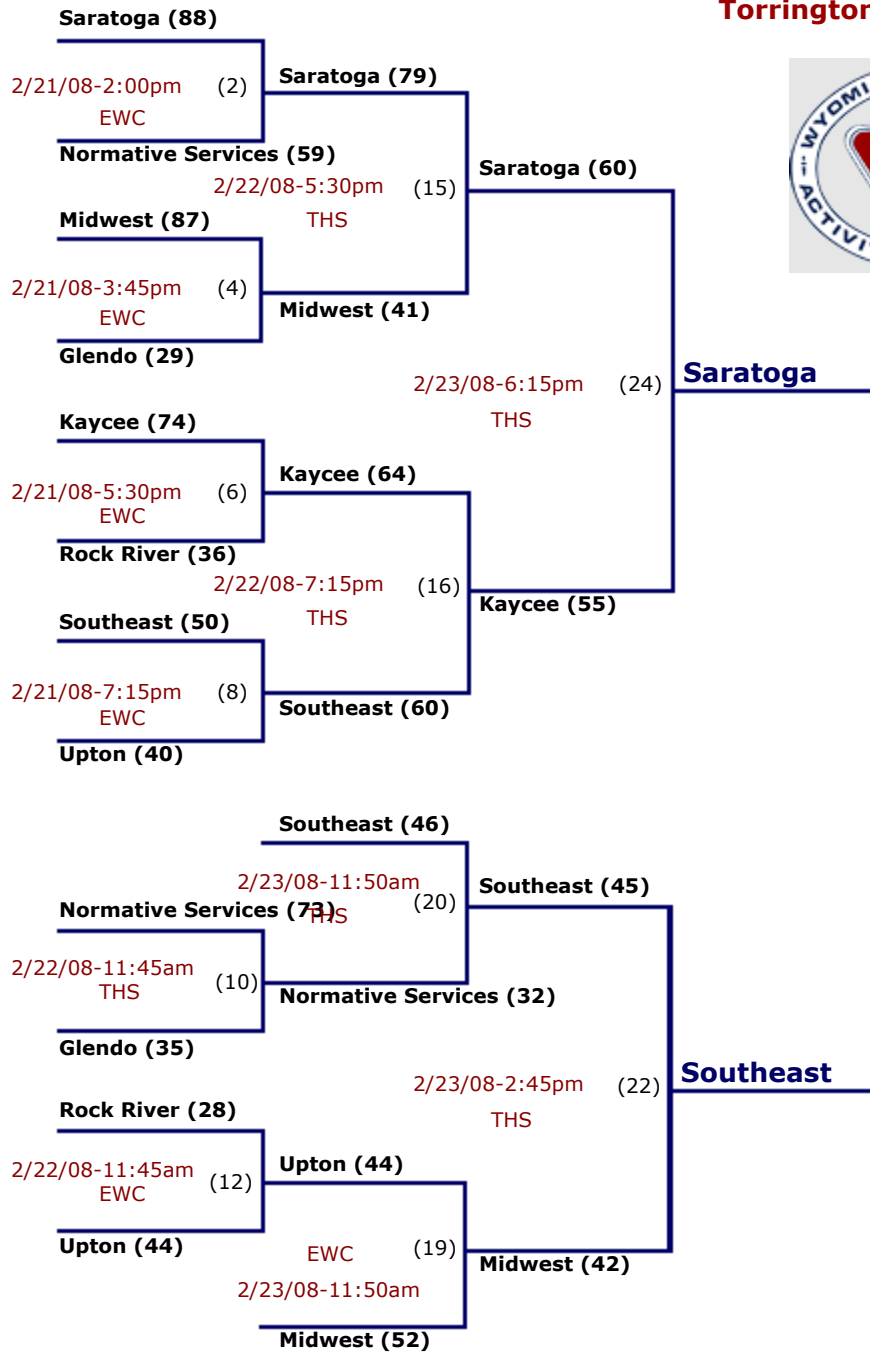 Torrington
Saratoga (88)
2/21/08-2:00pm (2)
EWC
Saratoga (79)
Normative Services (59)
2/22/08-5:30pm (15)
THS
Saratoga (60)
Midwest (87)
2/21/08-3:45pm (4)
EWC
Midwest (41)
Glendo (29)
WYOMI
ACTIVIT
2/23/08-6:15pm (24)
THS
Saratoga
Kaycee (74)
2/21/08-5:30pm (6)
EWC
Kaycee (64)
Rock River (36)
2/22/08-7:15pm (16)
THS
Kaycee (55)
Southeast (50)
2/21/08-7:15pm (8)
EWC
Southeast (60)
Upton (40)
Southeast (46)
2/23/08-11:50am (20)
THS
Southeast (45)
Normative Services (73)
2/22/08-11:45am (10)
THS
Normative Services (32)
Glendo (35)
2/23/08-2:45pm (22)
THS
Southeast
Rock River (28)
2/22/08-11:45am (12)
EWC
Upton (44)
Upton (44)
EWC (19)
2/23/08-11:50am
Midwest (42)
Midwest (52)